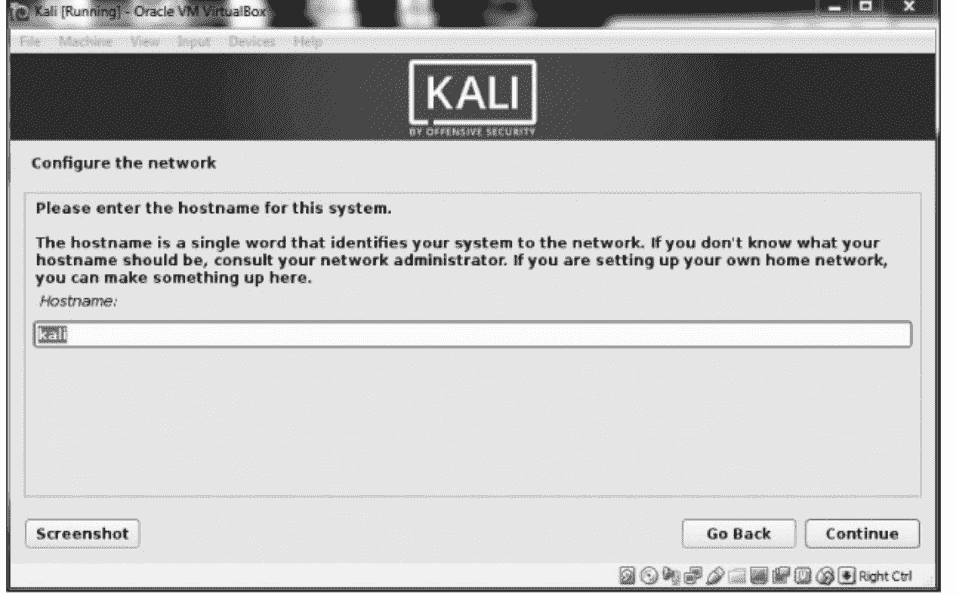 Kali [Running] - Oracle VM VirtualBox
File Machine View Input Devices Help
KALI
BY OFFENSIVE SECURITY
Configure the network
Please enter the hostname for this system.
The hostname is a single word that identifies your system to the network. If you don't know what your
hostname should be, consult your network administrator. If you are setting up your own home network,
you can make something up here.
Hostname:
kali
Screenshot
Go Back
Continue
Right Ctrl